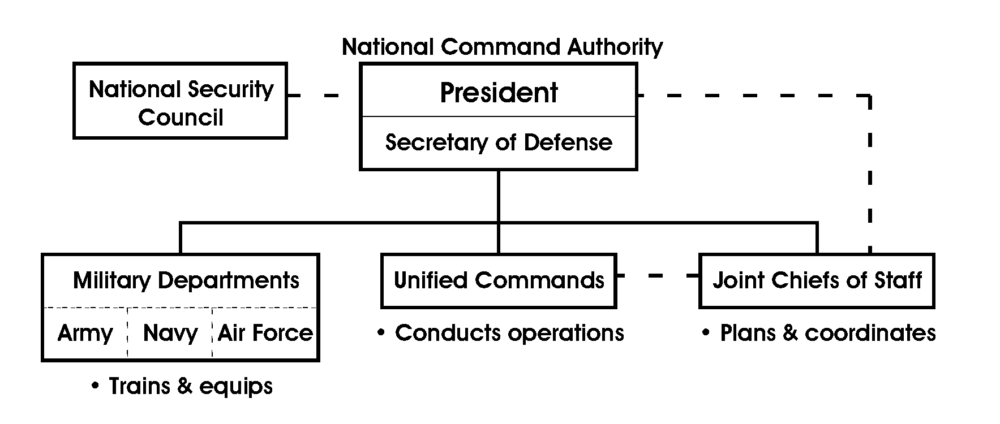 National Command Authority
National Security
Council
President
Secretary of Defense
Military Departments
Army
Navy
Air Force
• Trains & equips
Unified Commands
• Conducts operations
Joint Chiefs of Staff
• Plans & coordinates